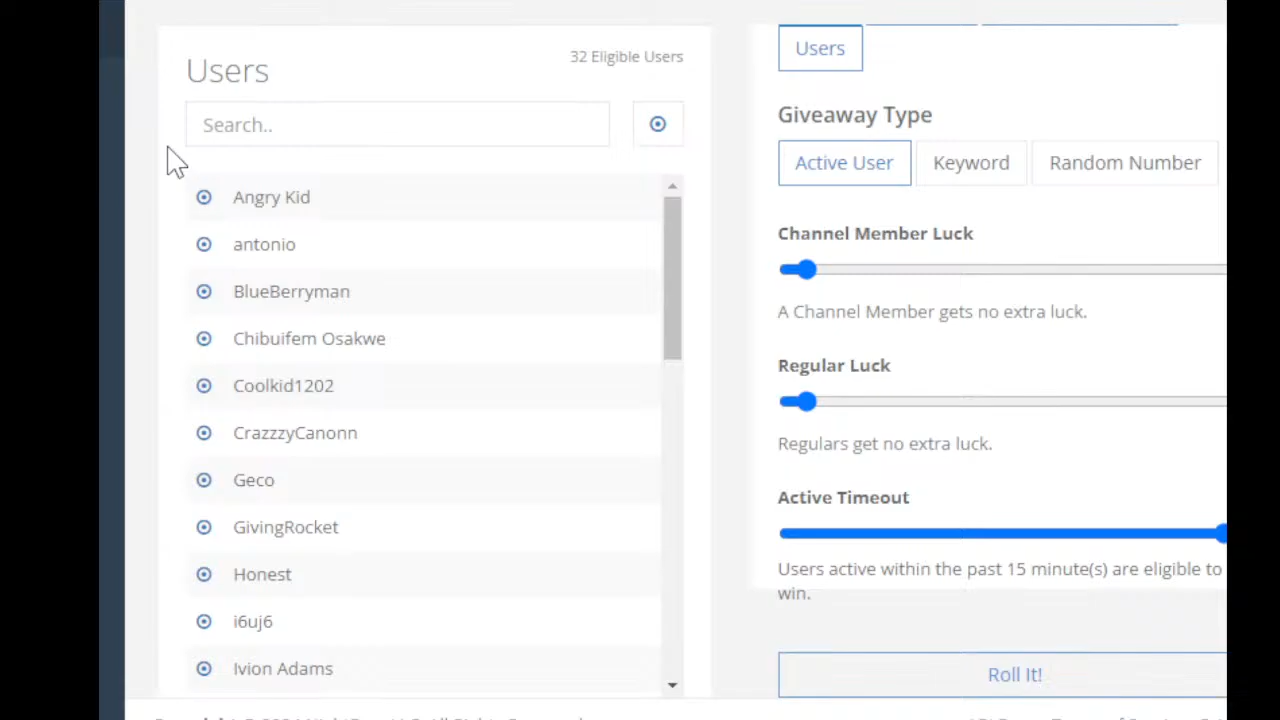 Users
32 Eligible Users
Search..
Angry Kid
antonio
BlueBerryman
Chibuifem Osakwe
Coolkid1202
CrazzzyCanonn
Geco
GivingRocket
Honest
i6uj6
Ivion Adams
Users
Giveaway Type
Active User
Keyword
Random Number
Channel Member Luck
A Channel Member gets no extra luck.
Regular Luck
Regulars get no extra luck.
Active Timeout
Users active within the past 15 minute(s) are eligible to
win.
Roll It!